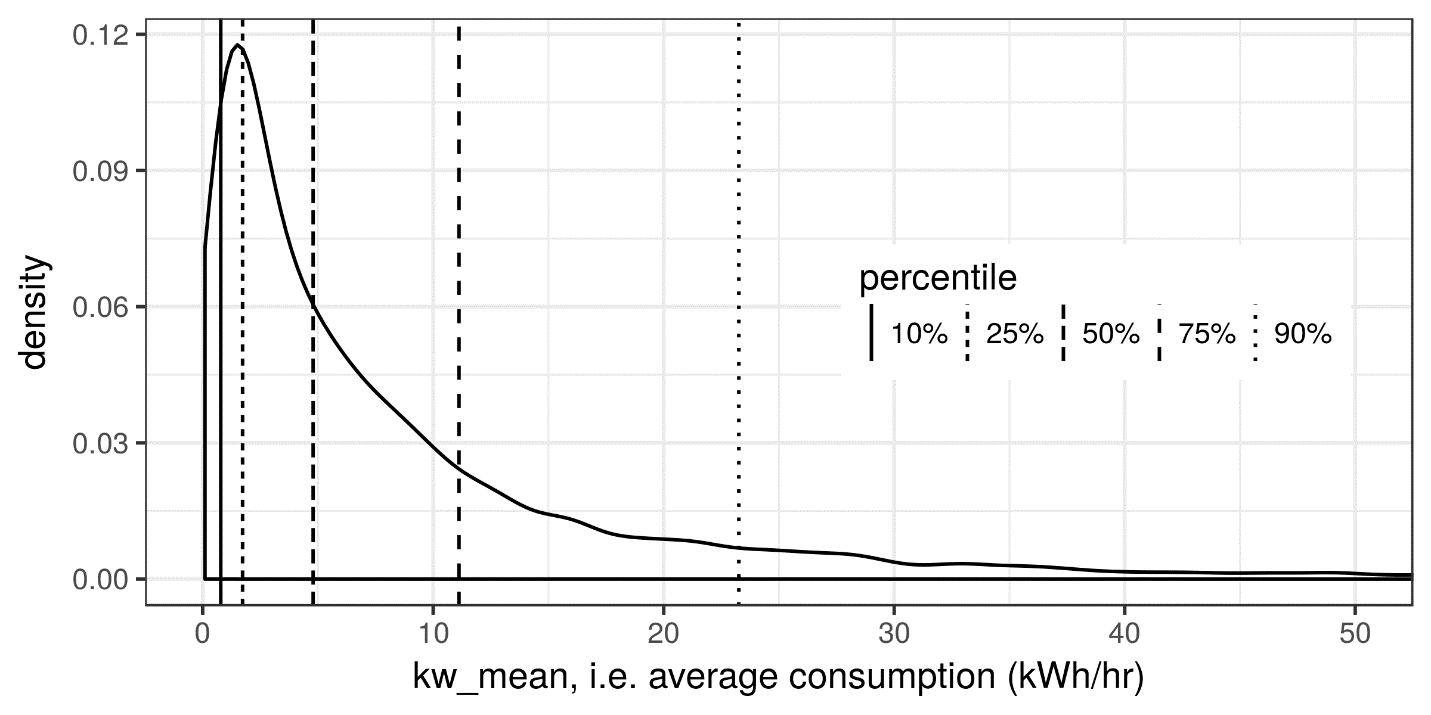 0.12
0.09
0.06
0.03
0.00
density
percentile
10% 25% 50% 75% 90%
0 10 20 30 40 50
kw_mean, i.e. average consumption (kWh/hr)